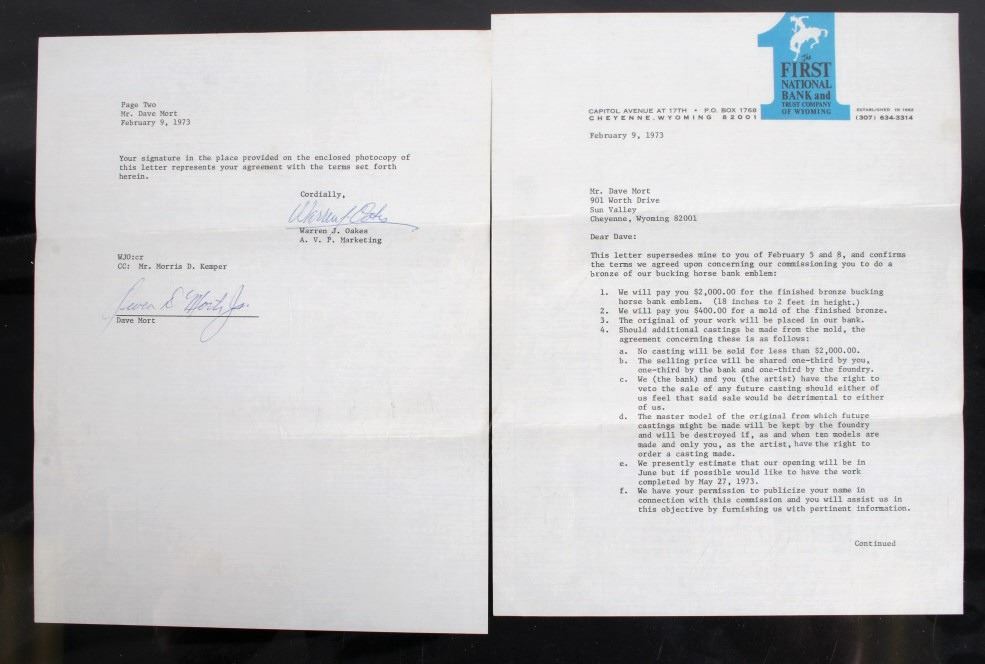 1
The
FIRST
NATIONAL
BANK and
TRUST COMPANY
OF WYOMING
CAPITOL AVENUE AT 17TH • P.O. BOX 1768
CHEYENNE, WYOMING 82001
ESTABLISHED IN 1882
(307) 634-3314
February 9, 1973
Mr. Dave Mort
901 Worth Drive
Sun Valley
Cheyenne, Wyoming 82001
Dear Dave:
This letter supersedes mine to you of February 5 and 8, and confirms
the terms we agreed upon concerning our commissioning you to do a
bronze of our bucking horse bank emblem:
1. We will pay you $2,000.00 for the finished bronze bucking
horse bank emblem. (18 inches to 2 feet in height.)
2. We will pay you $400.00 for a mold of the finished bronze.
3. The original of your work will be placed in our bank.
4. Should additional castings be made from the mold, the
agreement concerning these is as follows:
a. No casting will be sold for less than $2,000.00.
b. The selling price will be shared one-third by you,
one-third by the bank and one-third by the foundry.
c. We (the bank) and you (the artist) have the right to
veto the sale of any future casting should either of
us feel that said sale would be detrimental to either
of us.
d. The master model of the original from which future
castings might be made will be kept by the foundry
and will be destroyed if, as and when ten models are
made and only you, as the artist, have the right to
order a casting made.
e. We presently estimate that our opening will be in
June but if possible would like to have the work
completed by May 27, 1973.
f. We have your permission to publicize your name in
connection with this commission and you will assist us in
this objective by furnishing us with pertinent information.
Continued
Page Two
Mr. Dave Mort
February 9, 1973
Your signature in the place provided on the enclosed photocopy of
this letter represents your agreement with the terms set forth
herein.
Cordially,
Warren J Oakes
Warren J. Oakes
A. V. P. Marketing
WJO:cr
CC: Mr. Morris D. Kemper
Owen D Mort, Jr.
Dave Mort